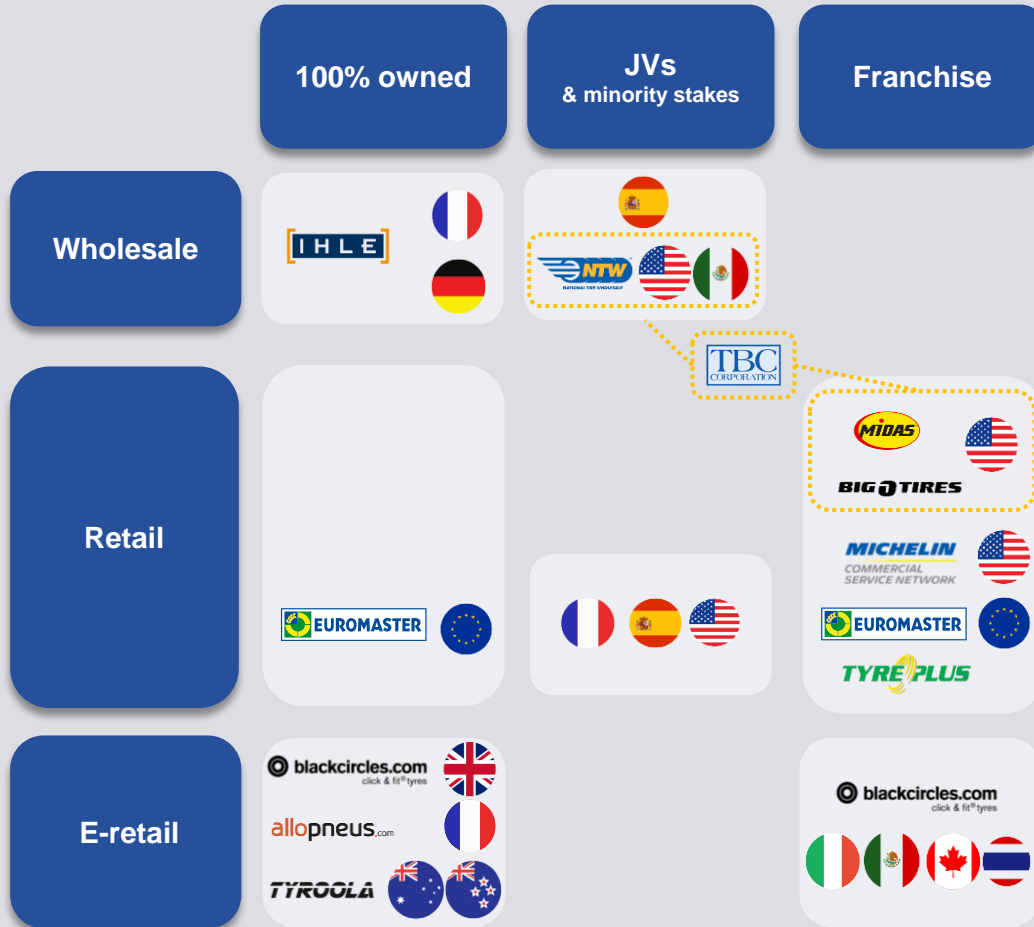 100% owned
JVs
& minority stakes
Franchise
Wholesale
IHLE
NTW
NATIONAL TIRE WHOLESALE
TBC
CORPORATION
Retail
MIDAS
BIG O TIRES
MICHELIN
COMMERCIAL
SERVICE NETWORK
EUROMASTER
EUROMASTER
TYREPLUS
E-retail
blackcircles.com
click & fit® tyres
allopneus.com
TYROOLA
blackcircles.com
click & fit® tyres